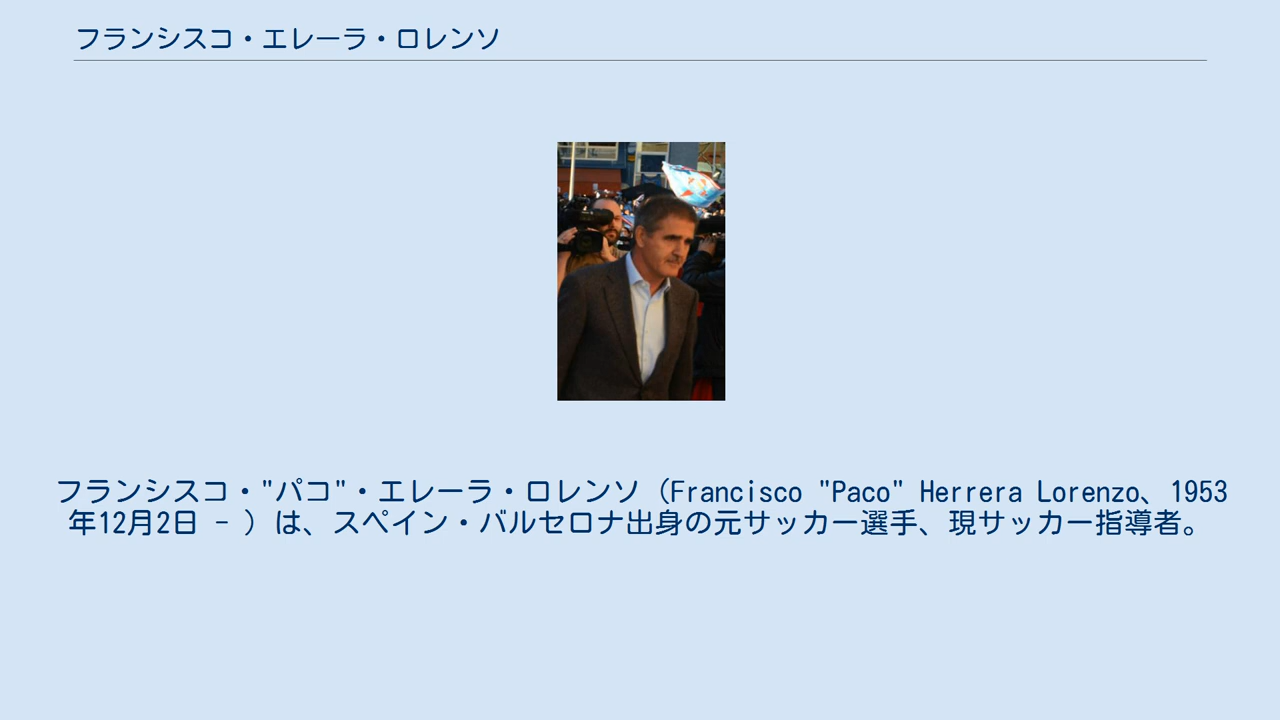 フランシスコ・エレーラ・ロレンソ
フランシスコ・"パコ"・エレーラ・ロレンソ（Francisco "Paco" Herrera Lorenzo、1953
年12月2日 - ）は、スペイン・バルセロナ出身の元サッカー選手、現サッカー指導者。